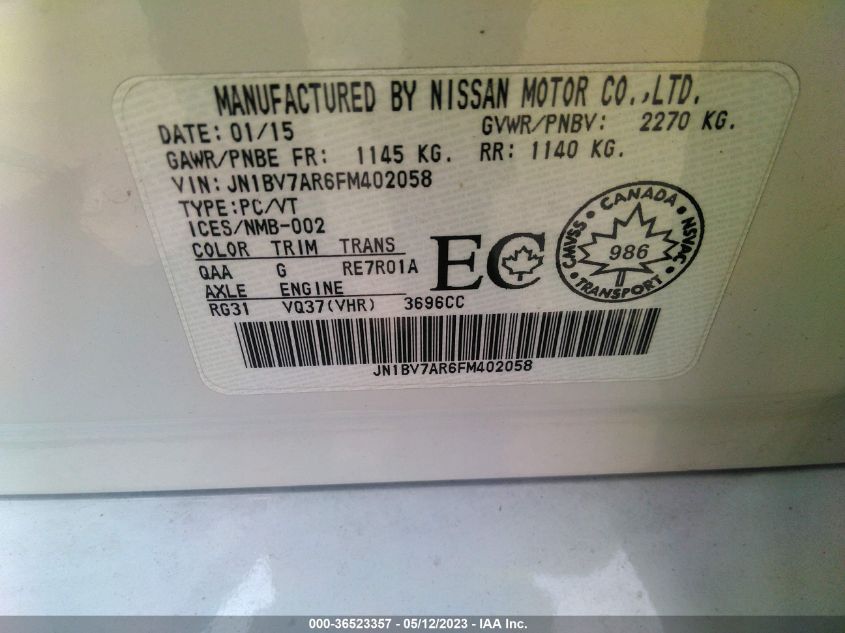 MANUFACTURED BY NISSAN MOTOR CO.,LTD.
DATE: 01/15 GVWR/PNBV: 2270 KG.
GAWR/PNBE FR: 1145 KG. RR: 1140 KG.
VIN: JN1BV7AR6FM402058
TYPE:PC/VT
ICES/NMB-002
COLOR TRIM TRANS
QAA G RE7R01A
AXLE ENGINE
RG31 VQ37(VHR) 3696CC
EC
CANADA
CMVSS NSVAC
986
TRANSPORT
JN1BV7AR6FM402058
000-36523357 - 05/12/2023 - IAA Inc.